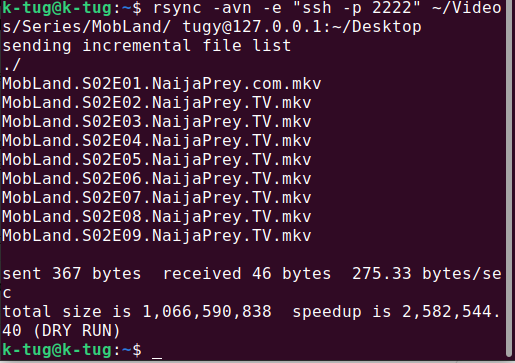 k-tug@k-tug:~$ rsync -avn -e "ssh -p 2222" ~/Video
s/Series/MobLand/ tugy@127.0.0.1:~/Desktop
sending incremental file list
./
MobLand.S02E01.NaijaPrey.com.mkv
MobLand.S02E02.NaijaPrey.TV.mkv
MobLand.S02E03.NaijaPrey.TV.mkv
MobLand.S02E04.NaijaPrey.TV.mkv
MobLand.S02E05.NaijaPrey.TV.mkv
MobLand.S02E06.NaijaPrey.TV.mkv
MobLand.S02E07.NaijaPrey.TV.mkv
MobLand.S02E08.NaijaPrey.TV.mkv
MobLand.S02E09.NaijaPrey.TV.mkv

sent 367 bytes  received 46 bytes  275.33 bytes/se
c
total size is 1,066,590,838  speedup is 2,582,544.
40 (DRY RUN)
k-tug@k-tug:~$ _